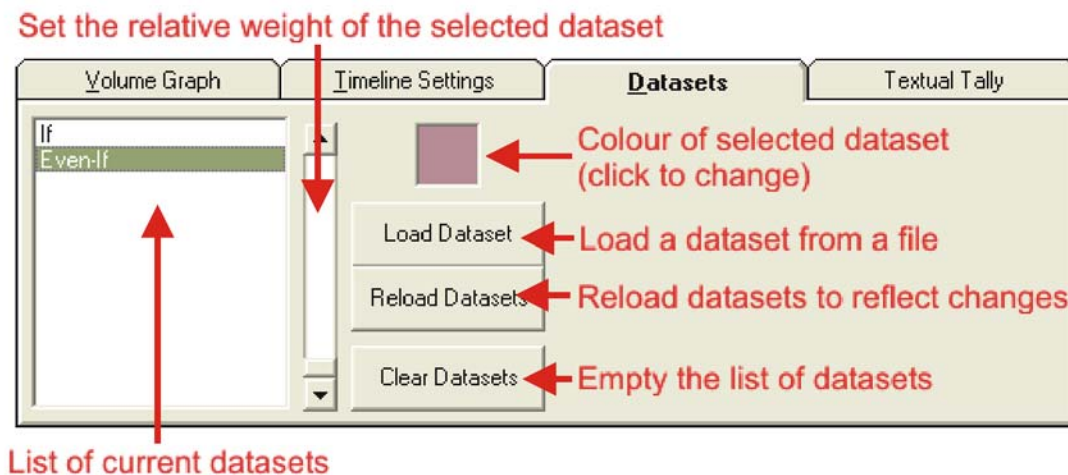 Set the relative weight of the selected dataset
Volume Graph
Timeline Settings
Datasets
Textual Tally
If
Even-If
Colour of selected dataset
(click to change)
Load Dataset
Load a dataset from a file
Reload Datasets
Reload datasets to reflect changes
Clear Datasets
Empty the list of datasets
List of current datasets